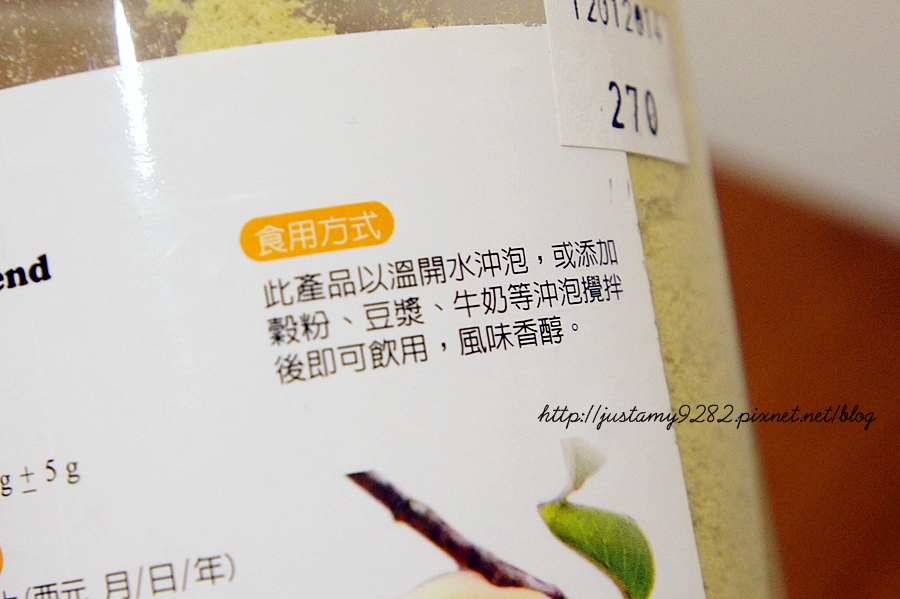 270
食用方式
end
此產品以溫開水沖泡，或添加
穀粉、豆漿、牛奶等沖泡攪拌
後即可飲用，風味香醇。
http://justamy9282.pixnet.net/blog
g ± 5 g
(西元 月/日/年)